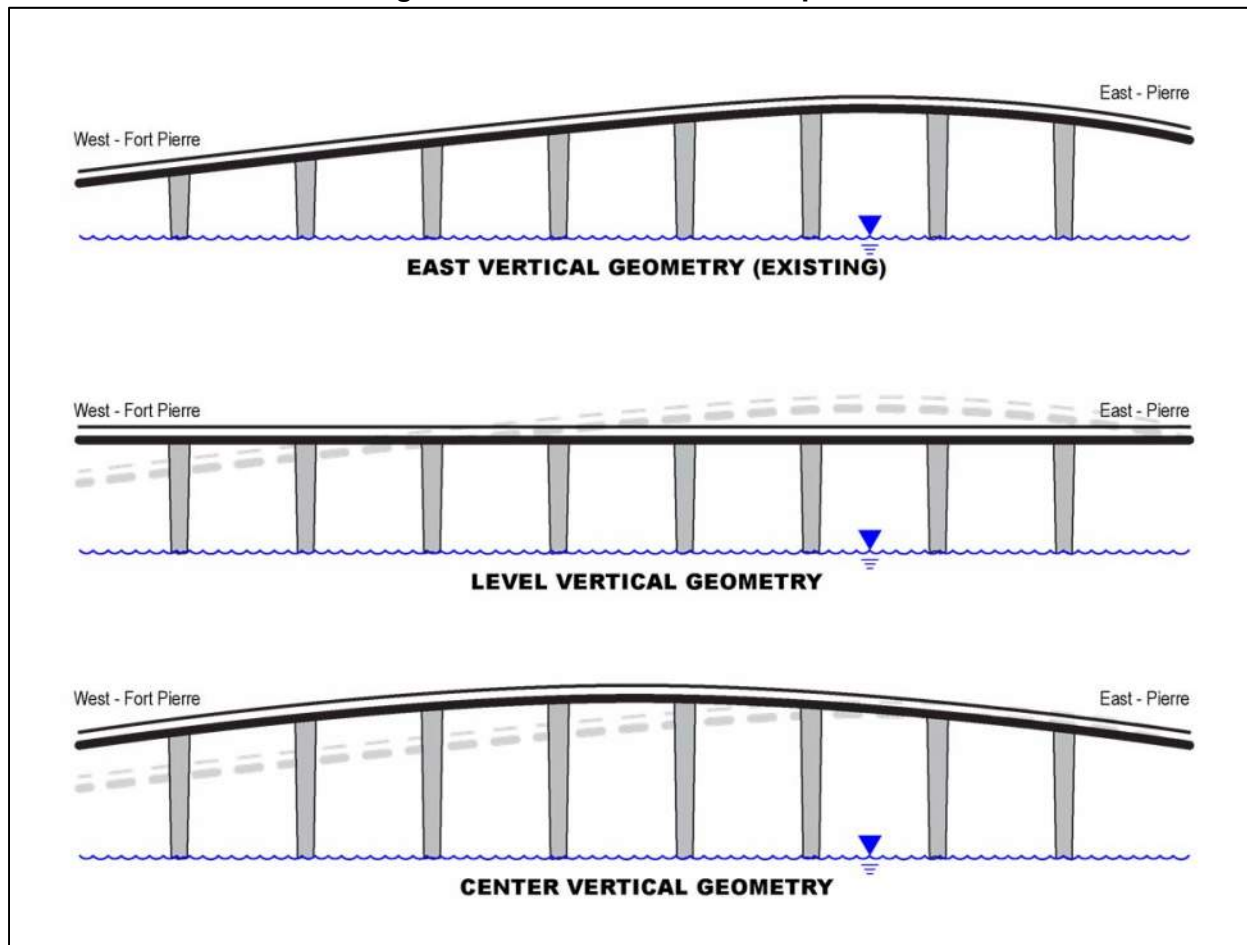 East - Pierre
West - Fort Pierre
EAST VERTICAL GEOMETRY (EXISTING)
West - Fort Pierre
East - Pierre
LEVEL VERTICAL GEOMETRY
West - Fort Pierre
East - Pierre
CENTER VERTICAL GEOMETRY